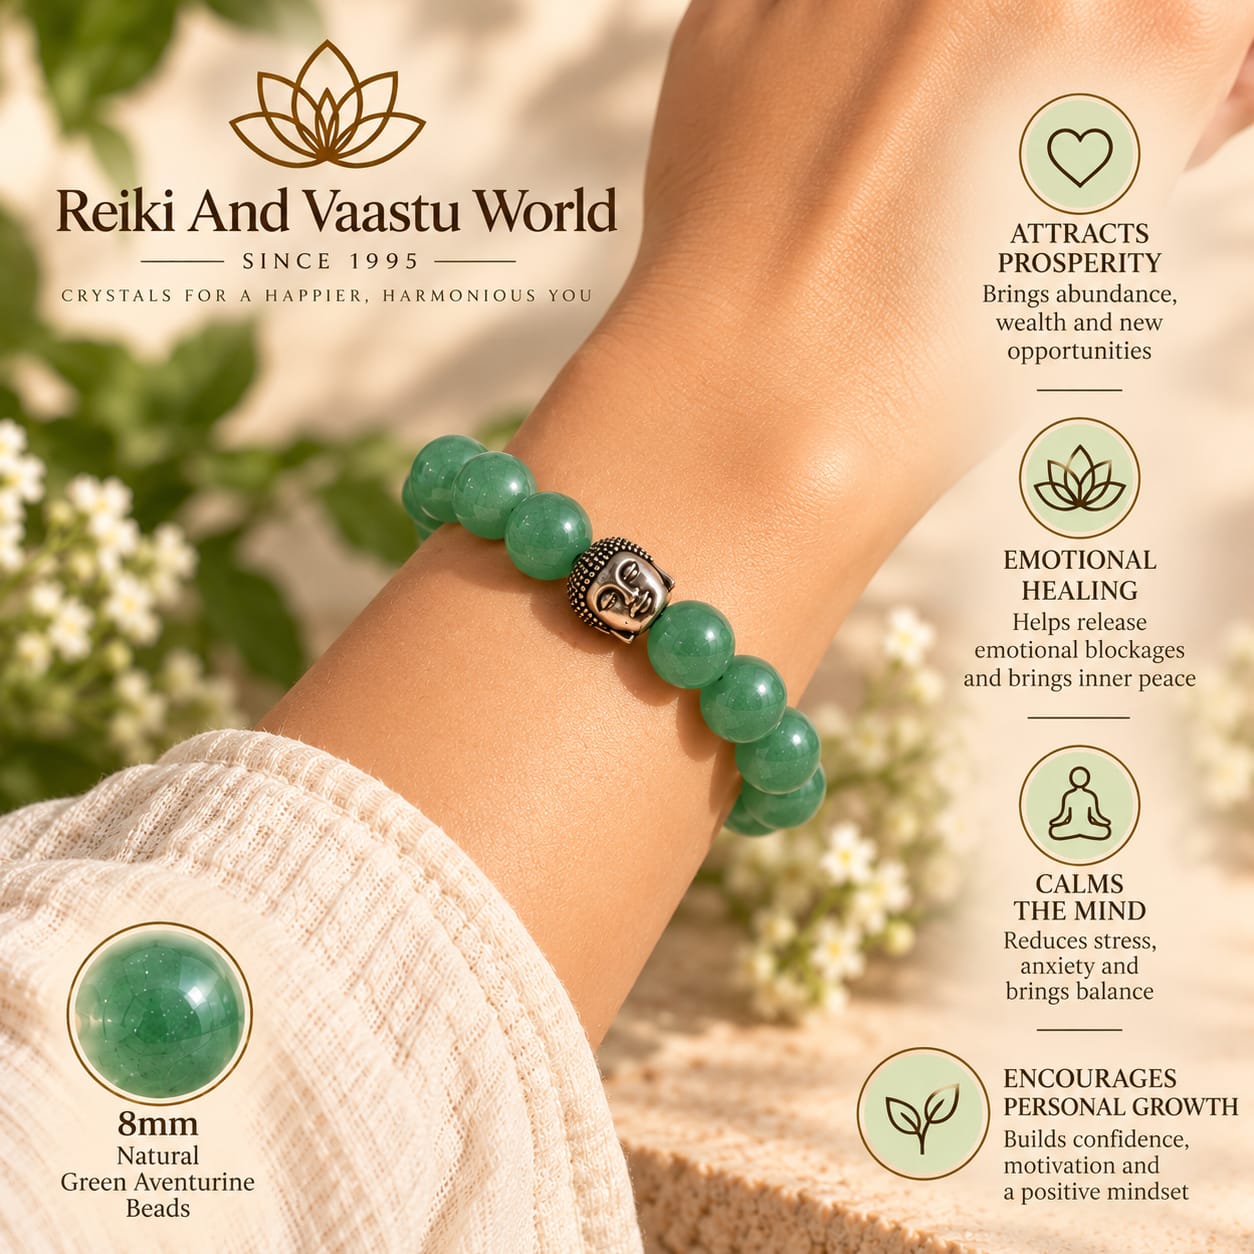 Reiki And Vaastu World
SINCE 1995
CRYSTALS FOR A HAPPIER, HARMONIOUS YOU
ATTRACTS
PROSPERITY
Brings abundance,
wealth and new
opportunities
EMOTIONAL
HEALING
Helps release
emotional blockages
and brings inner peace
CALMS
THE MIND
Reduces stress,
anxiety and
brings balance
ENCOURAGES
PERSONAL GROWTH
Builds confidence,
motivation and
a positive mindset
8mm
Natural
Green Aventurine
Beads